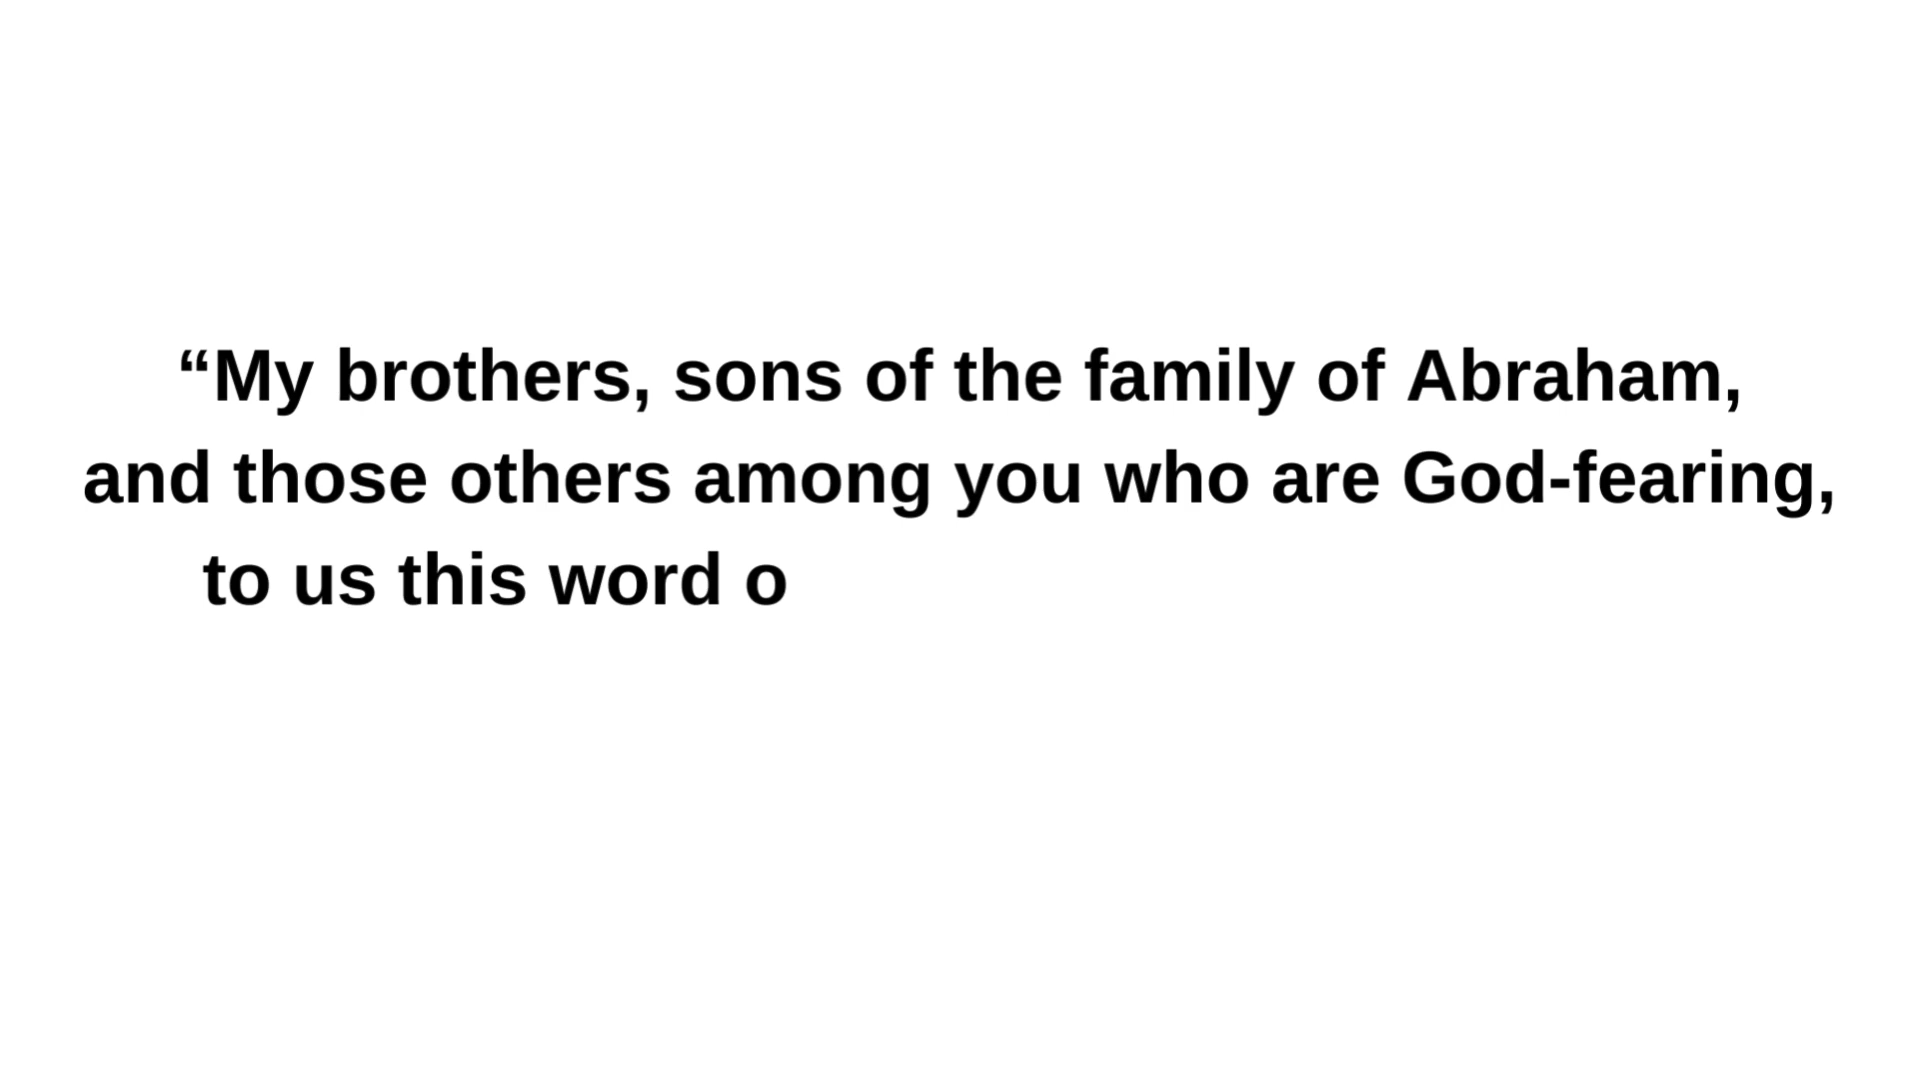 “My brothers, sons of the family of Abraham,
and those others among you who are God-fearing,
to us this word o